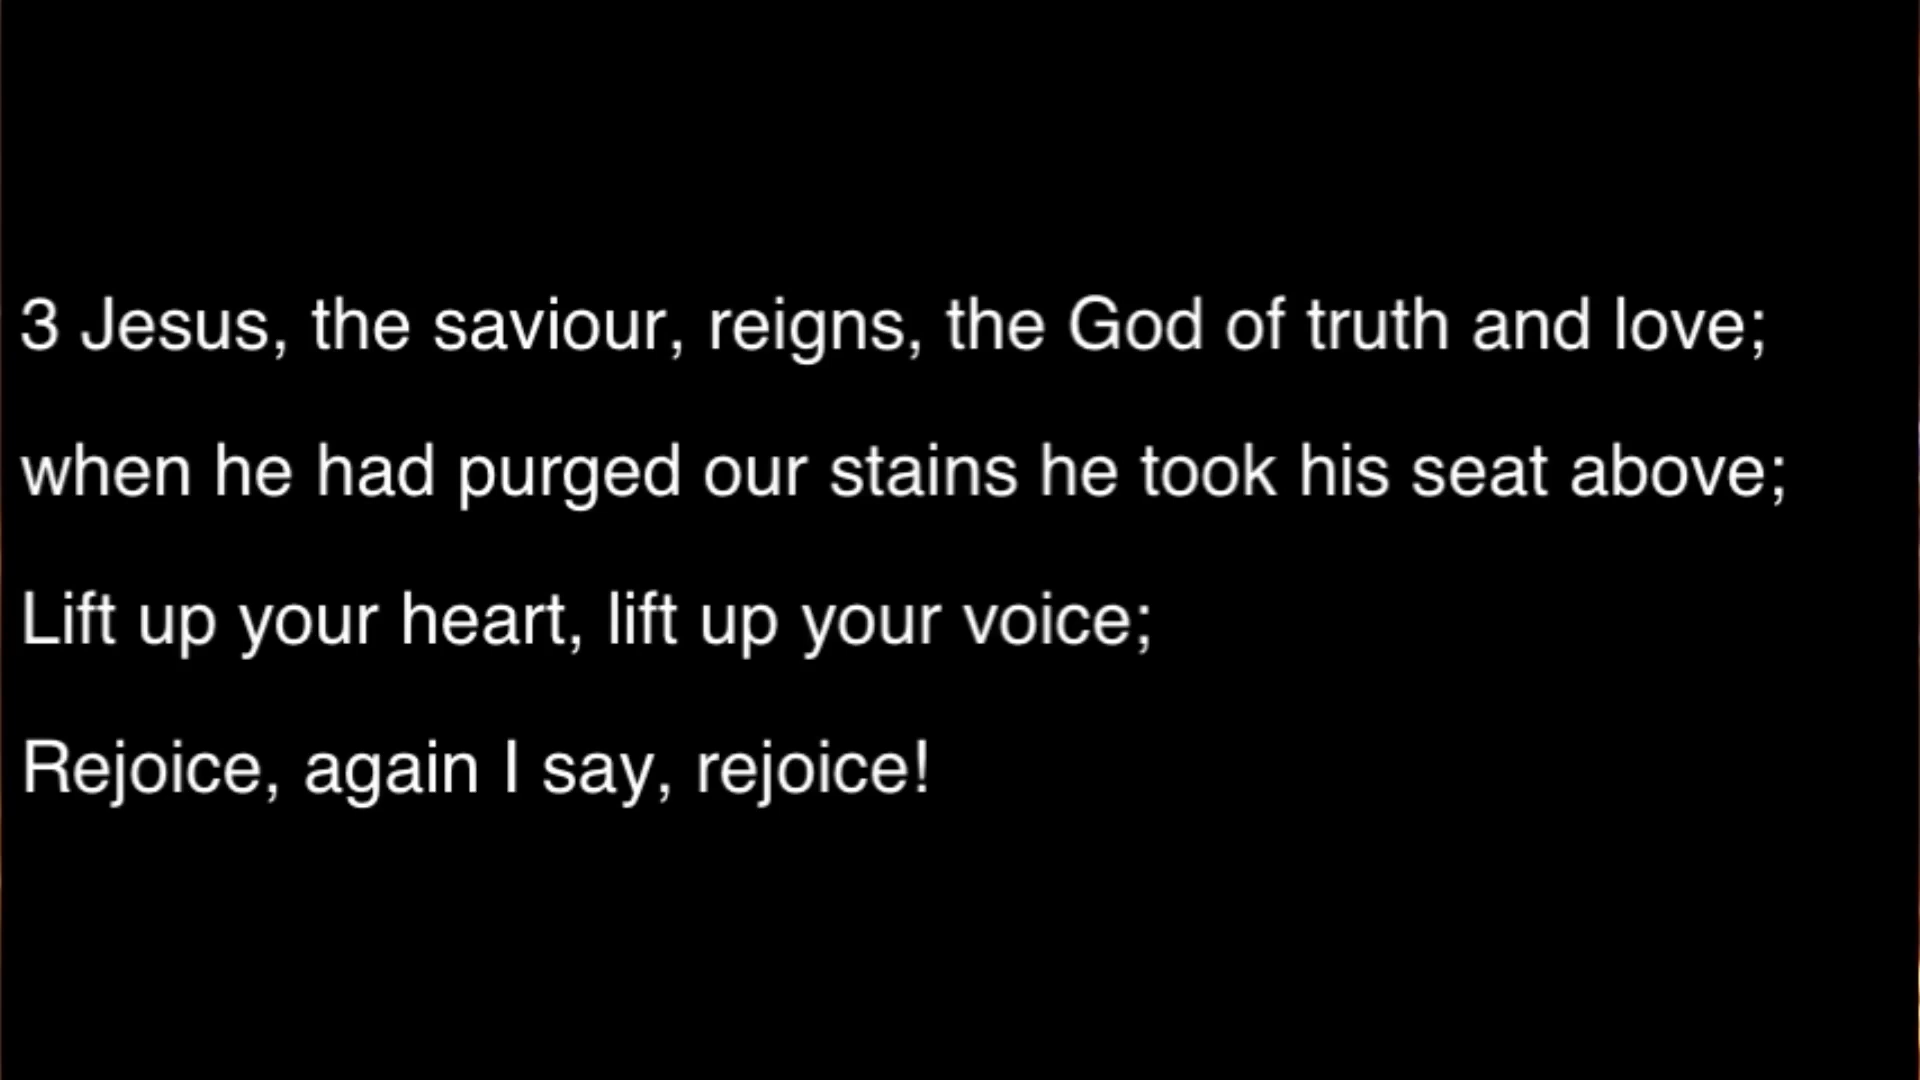 3 Jesus, the saviour, reigns, the God of truth and love;
when he had purged our stains he took his seat above;
Lift up your heart, lift up your voice;
Rejoice, again I say, rejoice!